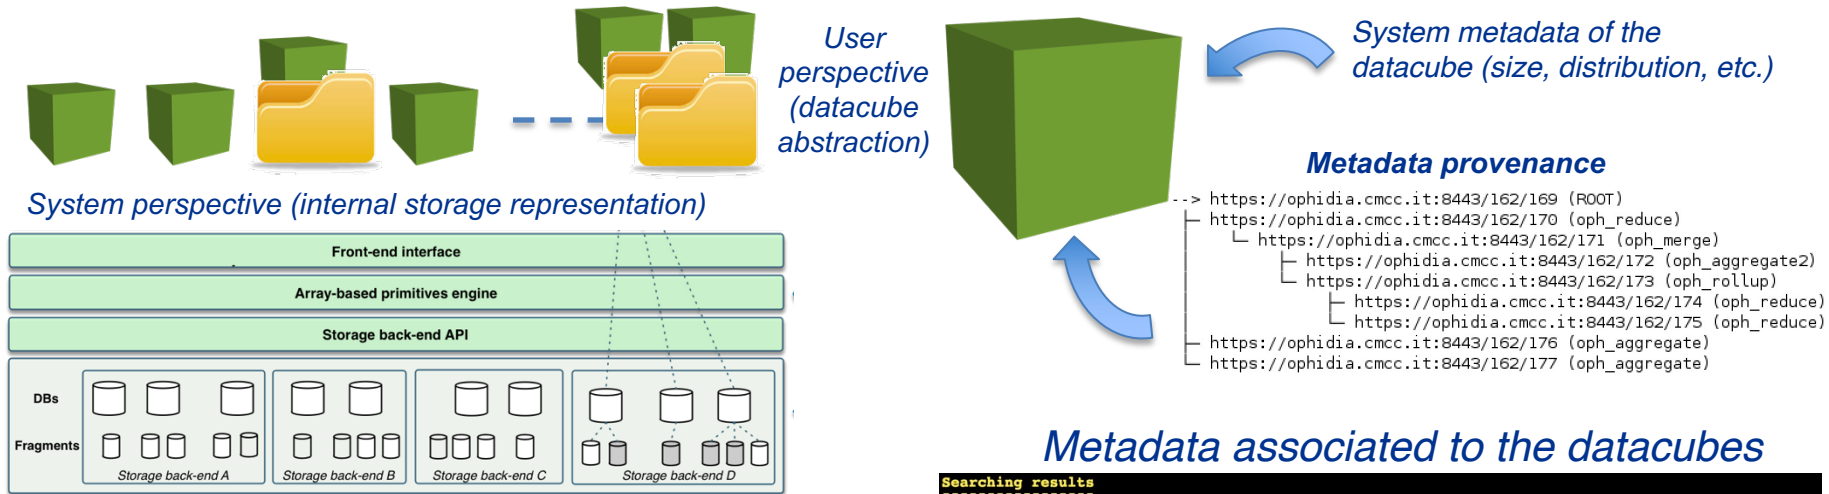 User
perspective
(datacube
abstraction)
System metadata of the
datacube (size, distribution, etc.)
System perspective (internal storage representation)
Front-end interface
Array-based primitives engine
Storage back-end API
DBs
Fragments
Storage back-end A
Storage back-end B
Storage back-end C
Storage back-end D
Metadata provenance
--> https://ophidia.cmcc.it:8443/162/169 (ROOT)
https://ophidia.cmcc.it:8443/162/170 (oph_reduce)
https://ophidia.cmcc.it:8443/162/171 (oph_merge)
https://ophidia.cmcc.it:8443/162/172 (oph_aggregate2)
https://ophidia.cmcc.it:8443/162/173 (oph_rollup)
https://ophidia.cmcc.it:8443/162/174 (oph_reduce)
https://ophidia.cmcc.it:8443/162/175 (oph_reduce)
https://ophidia.cmcc.it:8443/162/176 (oph_aggregate)
https://ophidia.cmcc.it:8443/162/177 (oph_aggregate)
Metadata associated to the datacubes
Searching results